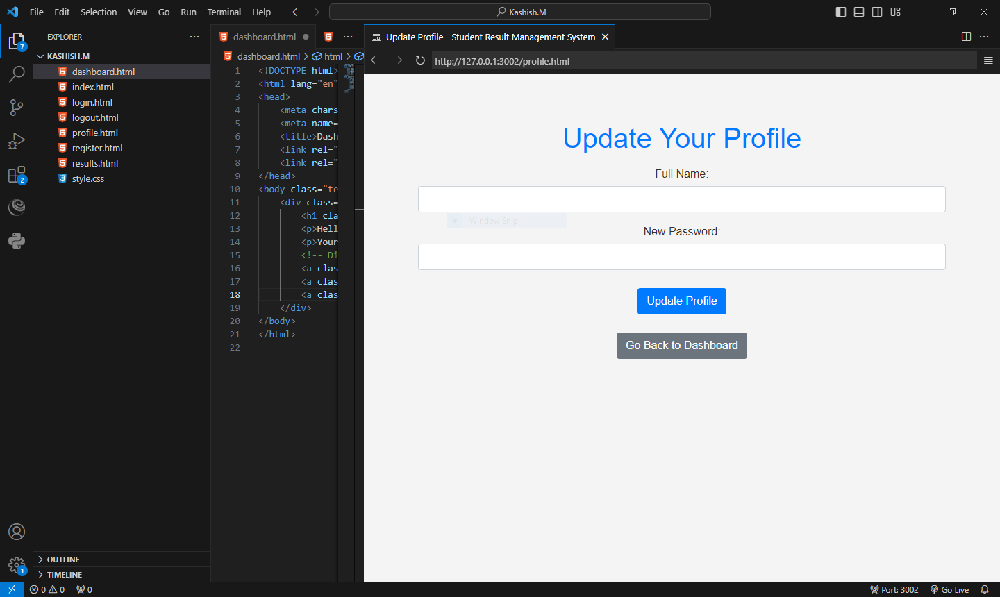 File Edit Selection View Go Run Terminal Help
Kashish.M
EXPLORER
7
KASHISH.M
dashboard.html
index.html
login.html
logout.html
profile.html
register.html
results.html
style.css
2
OUTLINE
1
TIMELINE
dashboard.html
dashboard.html > html >
1 <!DOCTYPE html>
2 <html lang="en"
3 <head>
4 <meta chars
5 <meta name=
6 <title>Dash
7 <link rel="
8 <link rel="
9 </head>
10 <body class="te
11 <div class=
12 <h1 cla
13 <p>Hell
14 <p>Your
15 <!-- Di
16 <a clas
17 <a clas
18 <a clas
19 </div>
20 </body>
21 </html>
22
Update Profile - Student Result Management System
http://127.0.0.1:3002/profile.html
Update Your Profile
Full Name:
Window Snip
New Password:
Update Profile
Go Back to Dashboard
0 0 0
Port: 3002 Go Live